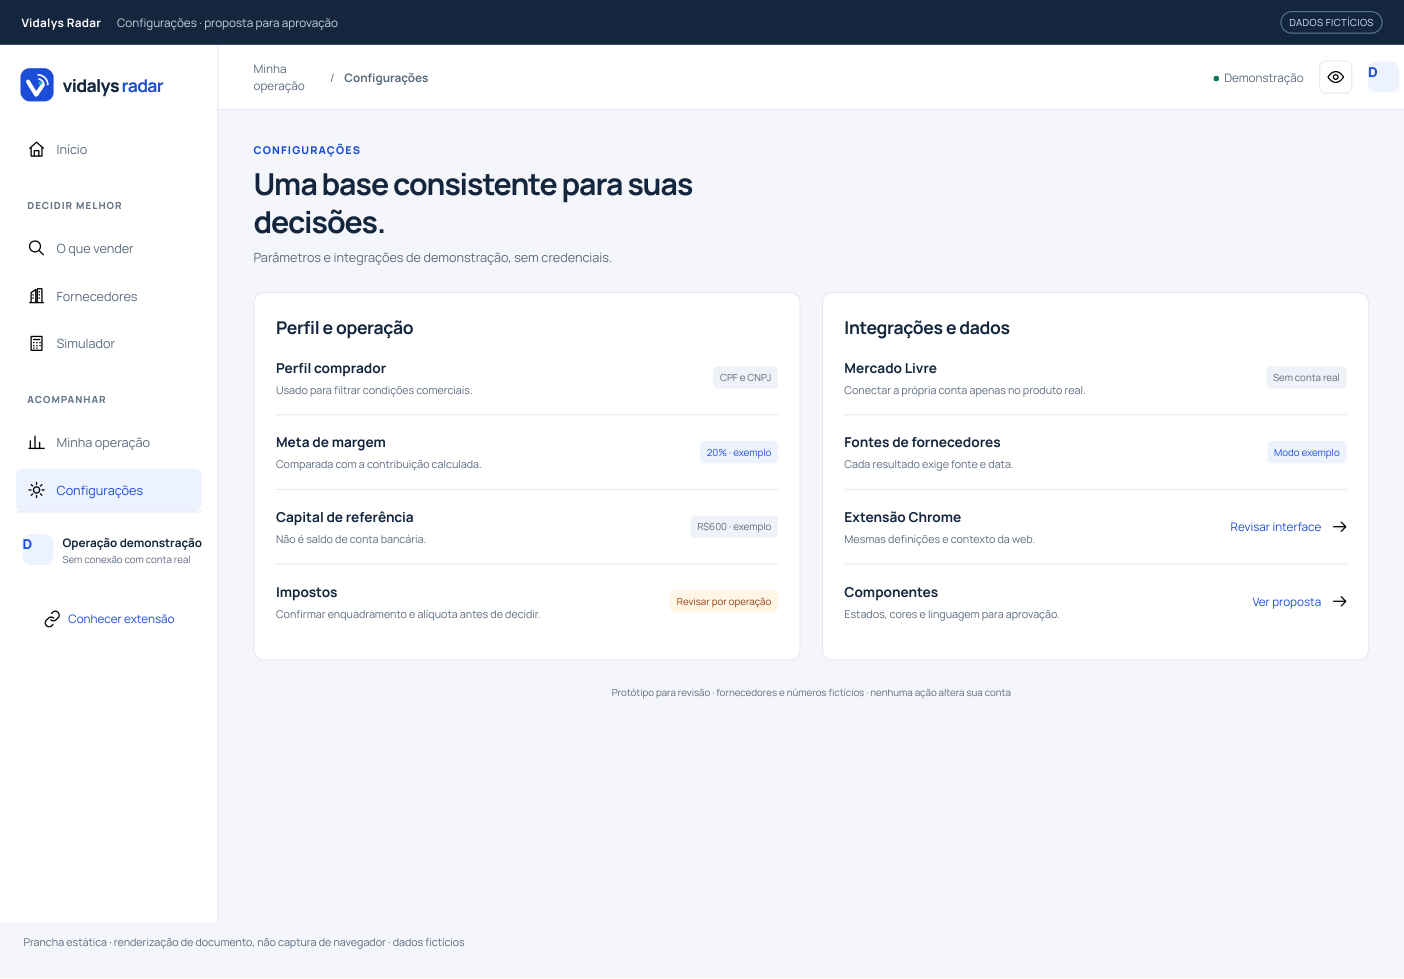 Vidalys Radar Configurações · proposta para aprovação DADOS FICTÍCIOS
vidalys radar
Início
DECIDIR MELHOR
O que vender
Fornecedores
Simulador
ACOMPANHAR
Minha operação
Configurações
D
Operação demonstração
Sem conexão com conta real
Conhecer extensão
Minha
operação
/ Configurações
Demonstração
D
CONFIGURAÇÕES
Uma base consistente para suas
decisões.
Parâmetros e integrações de demonstração, sem credenciais.
Perfil e operação
Perfil comprador
Usado para filtrar condições comerciais.
CPF e CNPJ
Meta de margem
Comparada com a contribuição calculada.
20% · exemplo
Capital de referência
Não é saldo de conta bancária.
R$600 · exemplo
Impostos
Confirmar enquadramento e alíquota antes de decidir.
Revisar por operação
Integrações e dados
Mercado Livre
Conectar a própria conta apenas no produto real.
Sem conta real
Fontes de fornecedores
Cada resultado exige fonte e data.
Modo exemplo
Extensão Chrome
Mesmas definições e contexto da web.
Revisar interface
Componentes
Estados, cores e linguagem para aprovação.
Ver proposta
Protótipo para revisão · fornecedores e números fictícios · nenhuma ação altera sua conta
Prancha estática · renderização de documento, não captura de navegador · dados fictícios